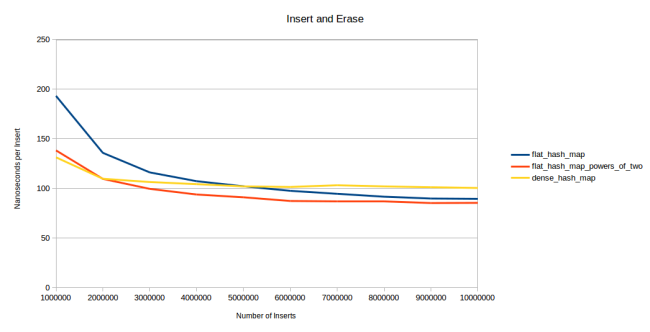 Insert and Erase
250
200
150
100
50
0
Nanoseconds per Insert
1000000 2000000 3000000 4000000 5000000 6000000 7000000 8000000 9000000 10000000
Number of Inserts
flat_hash_map
flat_hash_map_powers_of_two
dense_hash_map